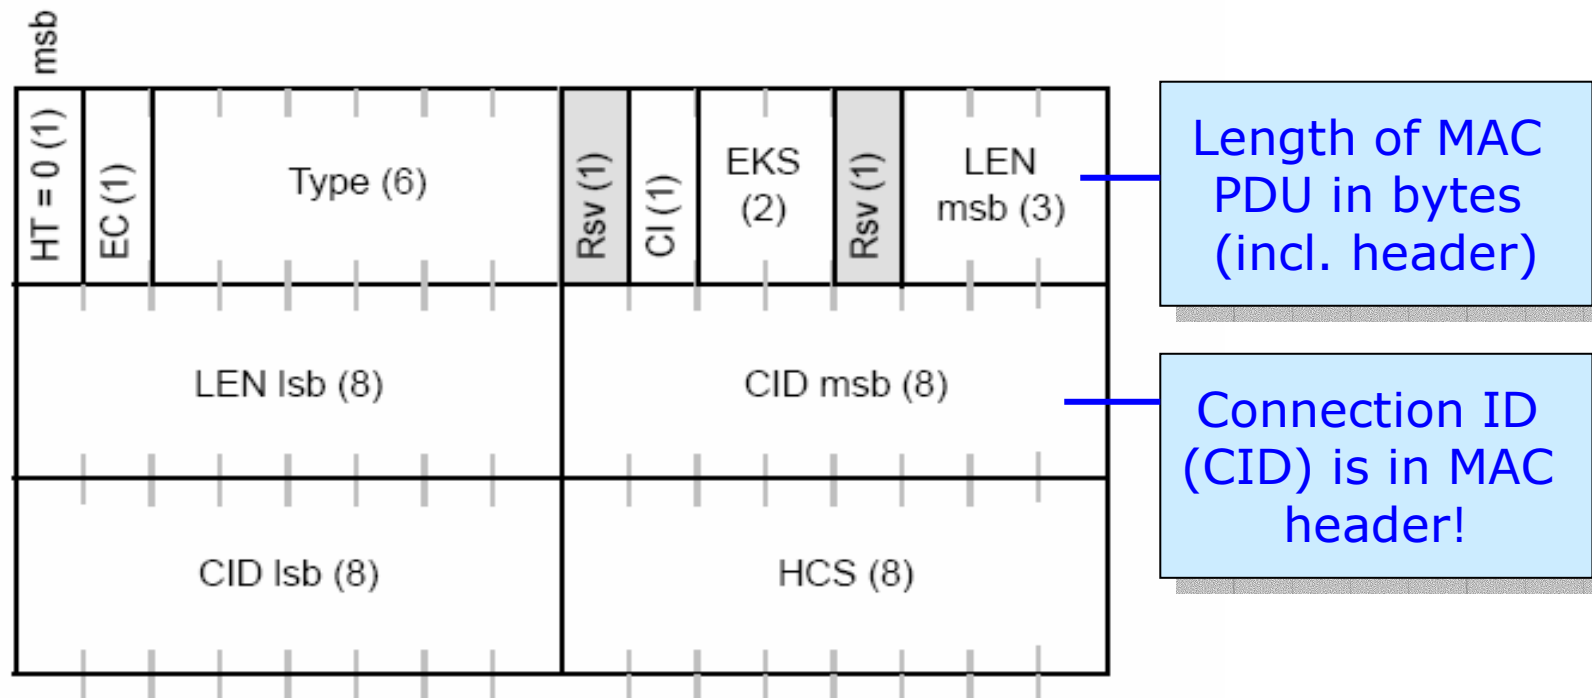 msb
HT = 0 (1)
EC (1)
Type (6)
Rsv (1)
CI (1)
EKS
(2)
Rsv (1)
LEN
msb (3)
LEN lsb (8)
CID msb (8)
CID lsb (8)
HCS (8)
Length of MAC
PDU in bytes
(incl. header)
Connection ID
(CID) is in MAC
header!